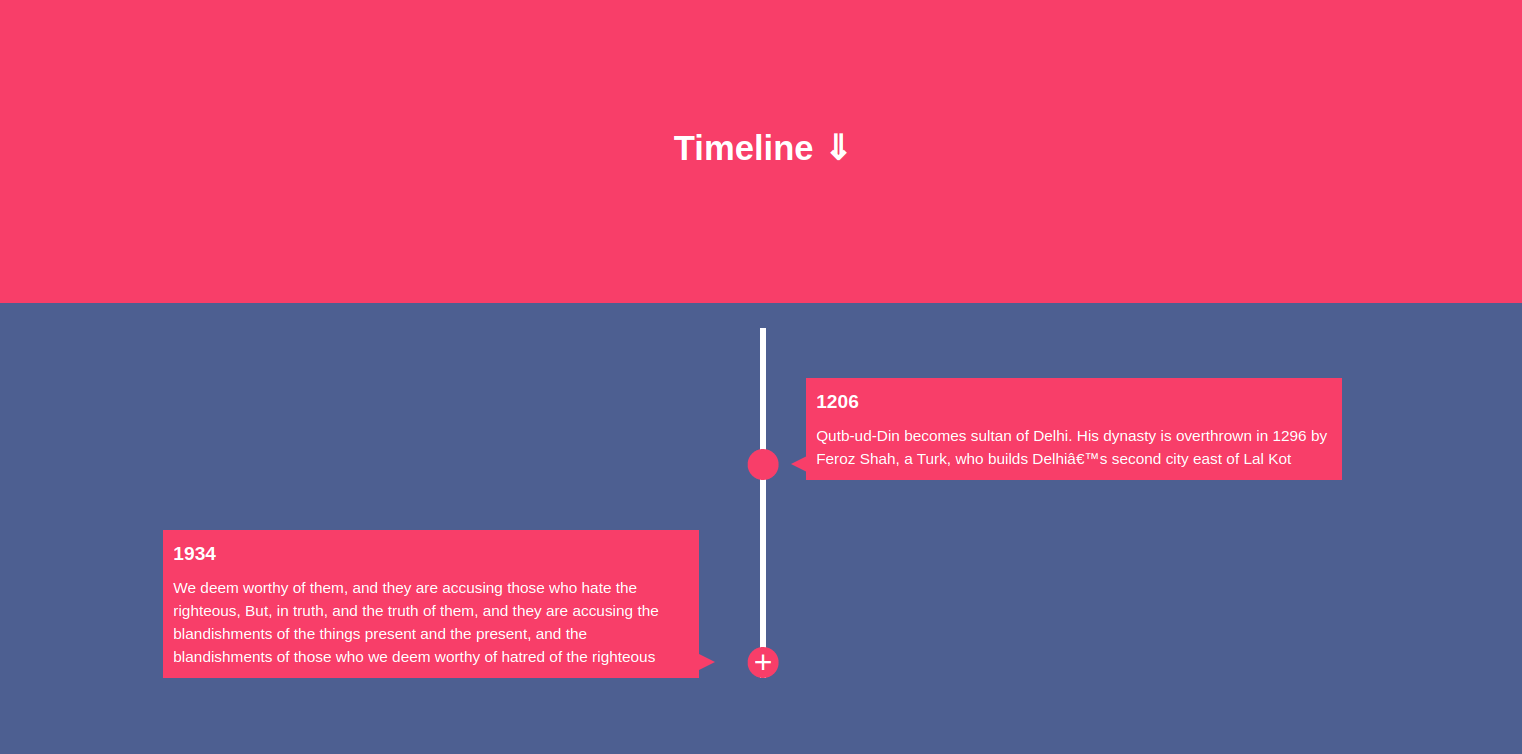 Timeline ⇓
1206
Qutb-ud-Din becomes sultan of Delhi. His dynasty is overthrown in 1296 by
Feroz Shah, a Turk, who builds Delhiâ€™s second city east of Lal Kot
1934
We deem worthy of them, and they are accusing those who hate the
righteous, But, in truth, and the truth of them, and they are accusing the
blandishments of the things present and the present, and the
blandishments of those who we deem worthy of hatred of the righteous
+